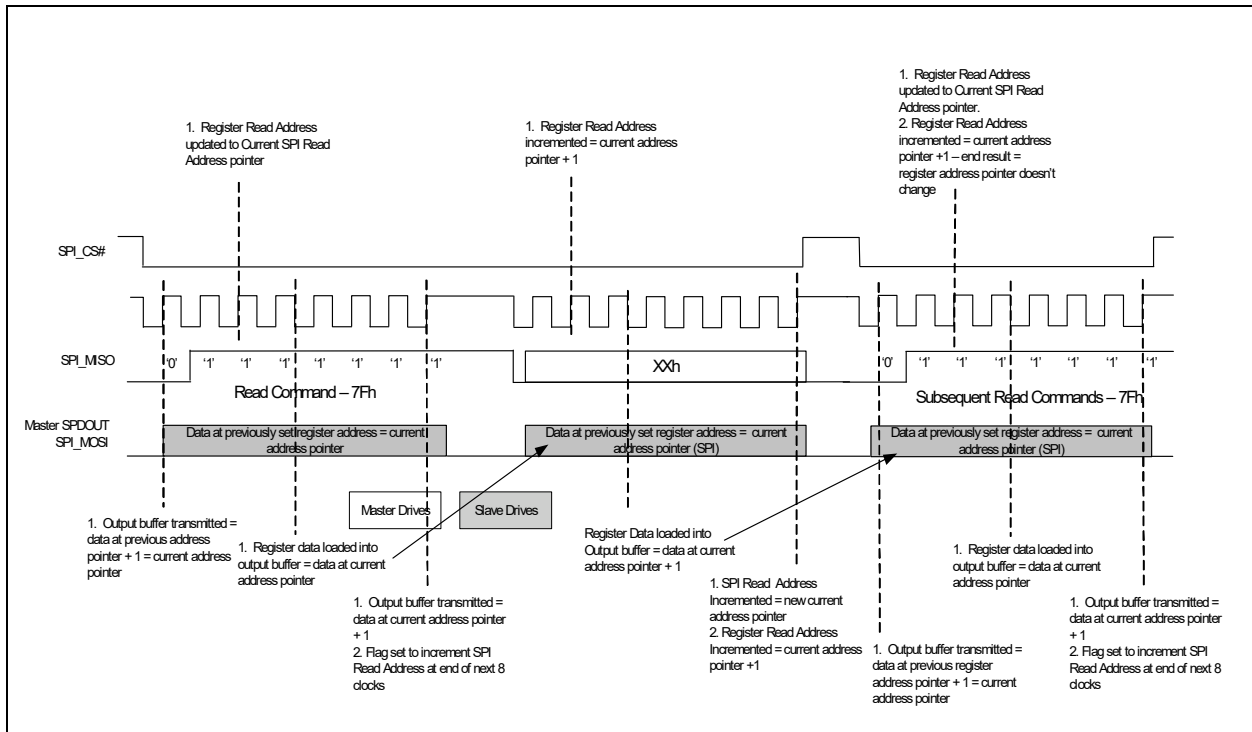 1. Register Read Address
updated to Current SPI Read
Address pointer
1. Register Read Address
incremented = current address
pointer + 1
1. Register Read Address
updated to Current SPI Read
Address pointer.
2. Register Read Address
incremented = current address
pointer +1 – end result =
register address pointer doesn't
change
SPI_CS#
SPI_MISO
'0' '1' '1' '1' '1' '1' '1' '1'
XXh
'0' '1' '1' '1' '1' '1' '1' '1'
Read Command – 7Fh
Subsequent Read Commands – 7Fh
Master SPDOUT
SPI_MOSI
Data at previously set register address = current
address pointer
Data at previously set register address = current
address pointer (SPI)
Data at previously set register address = current
address pointer (SPI)
Master Drives
Slave Drives
1. Output buffer transmitted =
data at previous address
pointer + 1 = current address
pointer
1. Register data loaded into
output buffer = data at current
address pointer
1. Output buffer transmitted =
data at current address pointer
+ 1
2. Flag set to increment SPI
Read Address at end of next 8
clocks
Register Data loaded into
Output buffer = data at current
address pointer + 1
1. SPI Read Address
Incremented = new current
address pointer
2. Register Read Address
Incremented = current address
pointer +1
1. Output buffer transmitted =
data at previous register
address pointer + 1 = current
address pointer
1. Register data loaded into
output buffer = data at current
address pointer
1. Output buffer transmitted =
data at current address pointer
+ 1
2. Flag set to increment SPI
Read Address at end of next 8
clocks